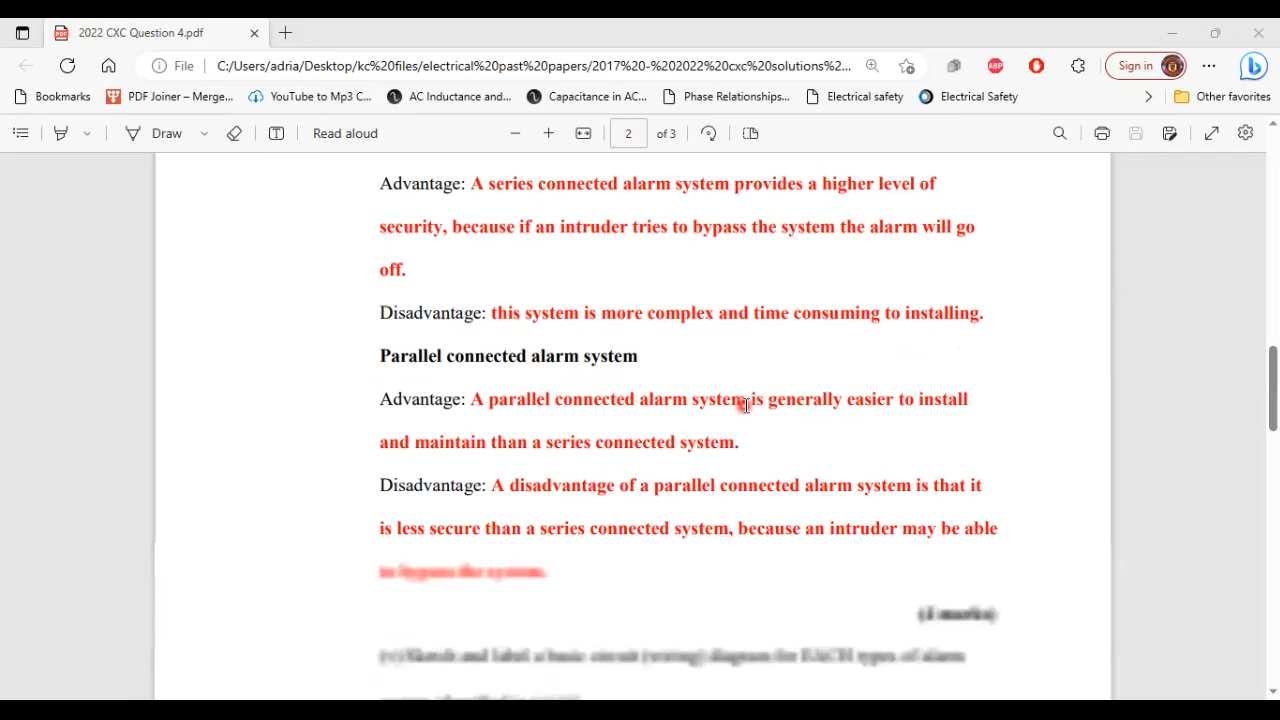 2022 CXC Question 4.pdf
File
C:/Users/adria/Desktop/kc%20files/electrical%20past%20papers/2017%20-%202022%20cxc%20solutions%2...
ABP
Sign in
Bookmarks
PDF Joiner – Merge...
YouTube to Mp3 C...
AC Inductance and...
Capacitance in AC...
Phase Relationships...
Electrical safety
Electrical Safety
Other favorites
Draw
Read aloud
2 of 3
Advantage: A series connected alarm system provides a higher level of
security, because if an intruder tries to bypass the system the alarm will go
off.
Disadvantage: this system is more complex and time consuming to installing.
Parallel connected alarm system
Advantage: A parallel connected alarm system is generally easier to install
and maintain than a series connected system.
Disadvantage: A disadvantage of a parallel connected alarm system is that it
is less secure than a series connected system, because an intruder may be able
to bypass the system.